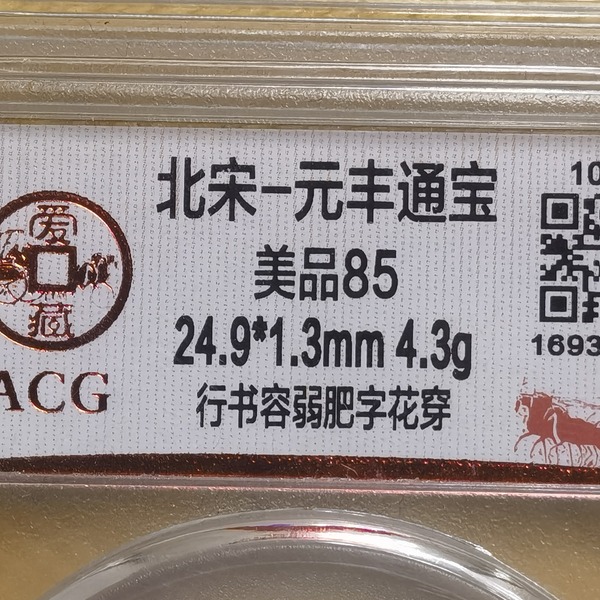 爱
藏
ACG
北宋-元丰通宝
美品85
24.9*1.3mm 4.3g
行书容弱肥字花穿
10
1693